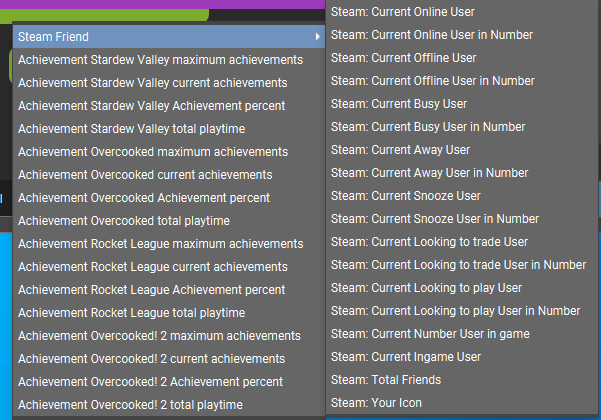 Steam Friend
Achievement Stardew Valley maximum achievements
Achievement Stardew Valley current achievements
Achievement Stardew Valley Achievement percent
Achievement Stardew Valley total playtime
Achievement Overcooked maximum achievements
Achievement Overcooked current achievements
Achievement Overcooked Achievement percent
Achievement Overcooked total playtime
Achievement Rocket League maximum achievements
Achievement Rocket League current achievements
Achievement Rocket League Achievement percent
Achievement Rocket League total playtime
Achievement Overcooked! 2 maximum achievements
Achievement Overcooked! 2 current achievements
Achievement Overcooked! 2 Achievement percent
Achievement Overcooked! 2 total playtime
Steam: Current Online User
Steam: Current Online User in Number
Steam: Current Offline User
Steam: Current Offline User in Number
Steam: Current Busy User
Steam: Current Busy User in Number
Steam: Current Away User
Steam: Current Away User in Number
Steam: Current Snooze User
Steam: Current Snooze User in Number
Steam: Current Looking to trade User
Steam: Current Looking to trade User in Number
Steam: Current Looking to play User
Steam: Current Looking to play User in Number
Steam: Current Number User in game
Steam: Current Ingame User
Steam: Total Friends
Steam: Your Icon